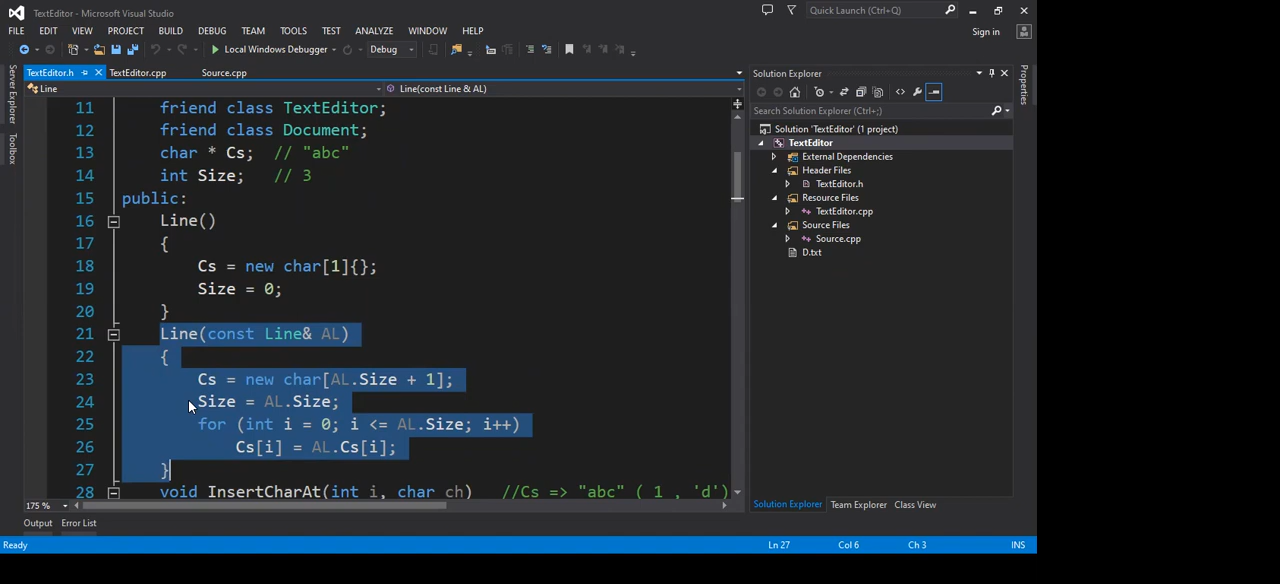 TextEditor - Microsoft Visual Studio
Quick Launch (Ctrl+Q)
FILE EDIT VIEW PROJECT BUILD DEBUG TEAM TOOLS TEST ARCHITECTURE ANALYZE WINDOW HELP
Sign in
Local Windows Debugger Debug
TextEditor.h TextEditor.cpp Source.cpp
Line Line(const Line & AL)
11 friend class TextEditor;
12 friend class Document;
13 char * Cs; // "abc"
14 int Size; // 3
15 public:
16 Line()
17 {
18 Cs = new char[1]{};
19 Size = 0;
20 }
21 Line(const Line& AL)
22 {
23 Cs = new char[AL.Size + 1];
24 Size = AL.Size;
25 for (int i = 0; i <= AL.Size; i++)
26 Cs[i] = AL.Cs[i];
27 }
28 void InsertCharAt(int i, char ch) //Cs => "abc" ( 1 , 'd')
175 %
Output Error List
Server Explorer
Toolbox
Solution Explorer
Search Solution Explorer (Ctrl+;)
Solution 'TextEditor' (1 project)
TextEditor
External Dependencies
Header Files
TextEditor.h
Resource Files
TextEditor.cpp
Source Files
Source.cpp
D.txt
Solution Explorer Team Explorer Class View
Properties
Ready Ln 27 Col 6 Ch 3 INS